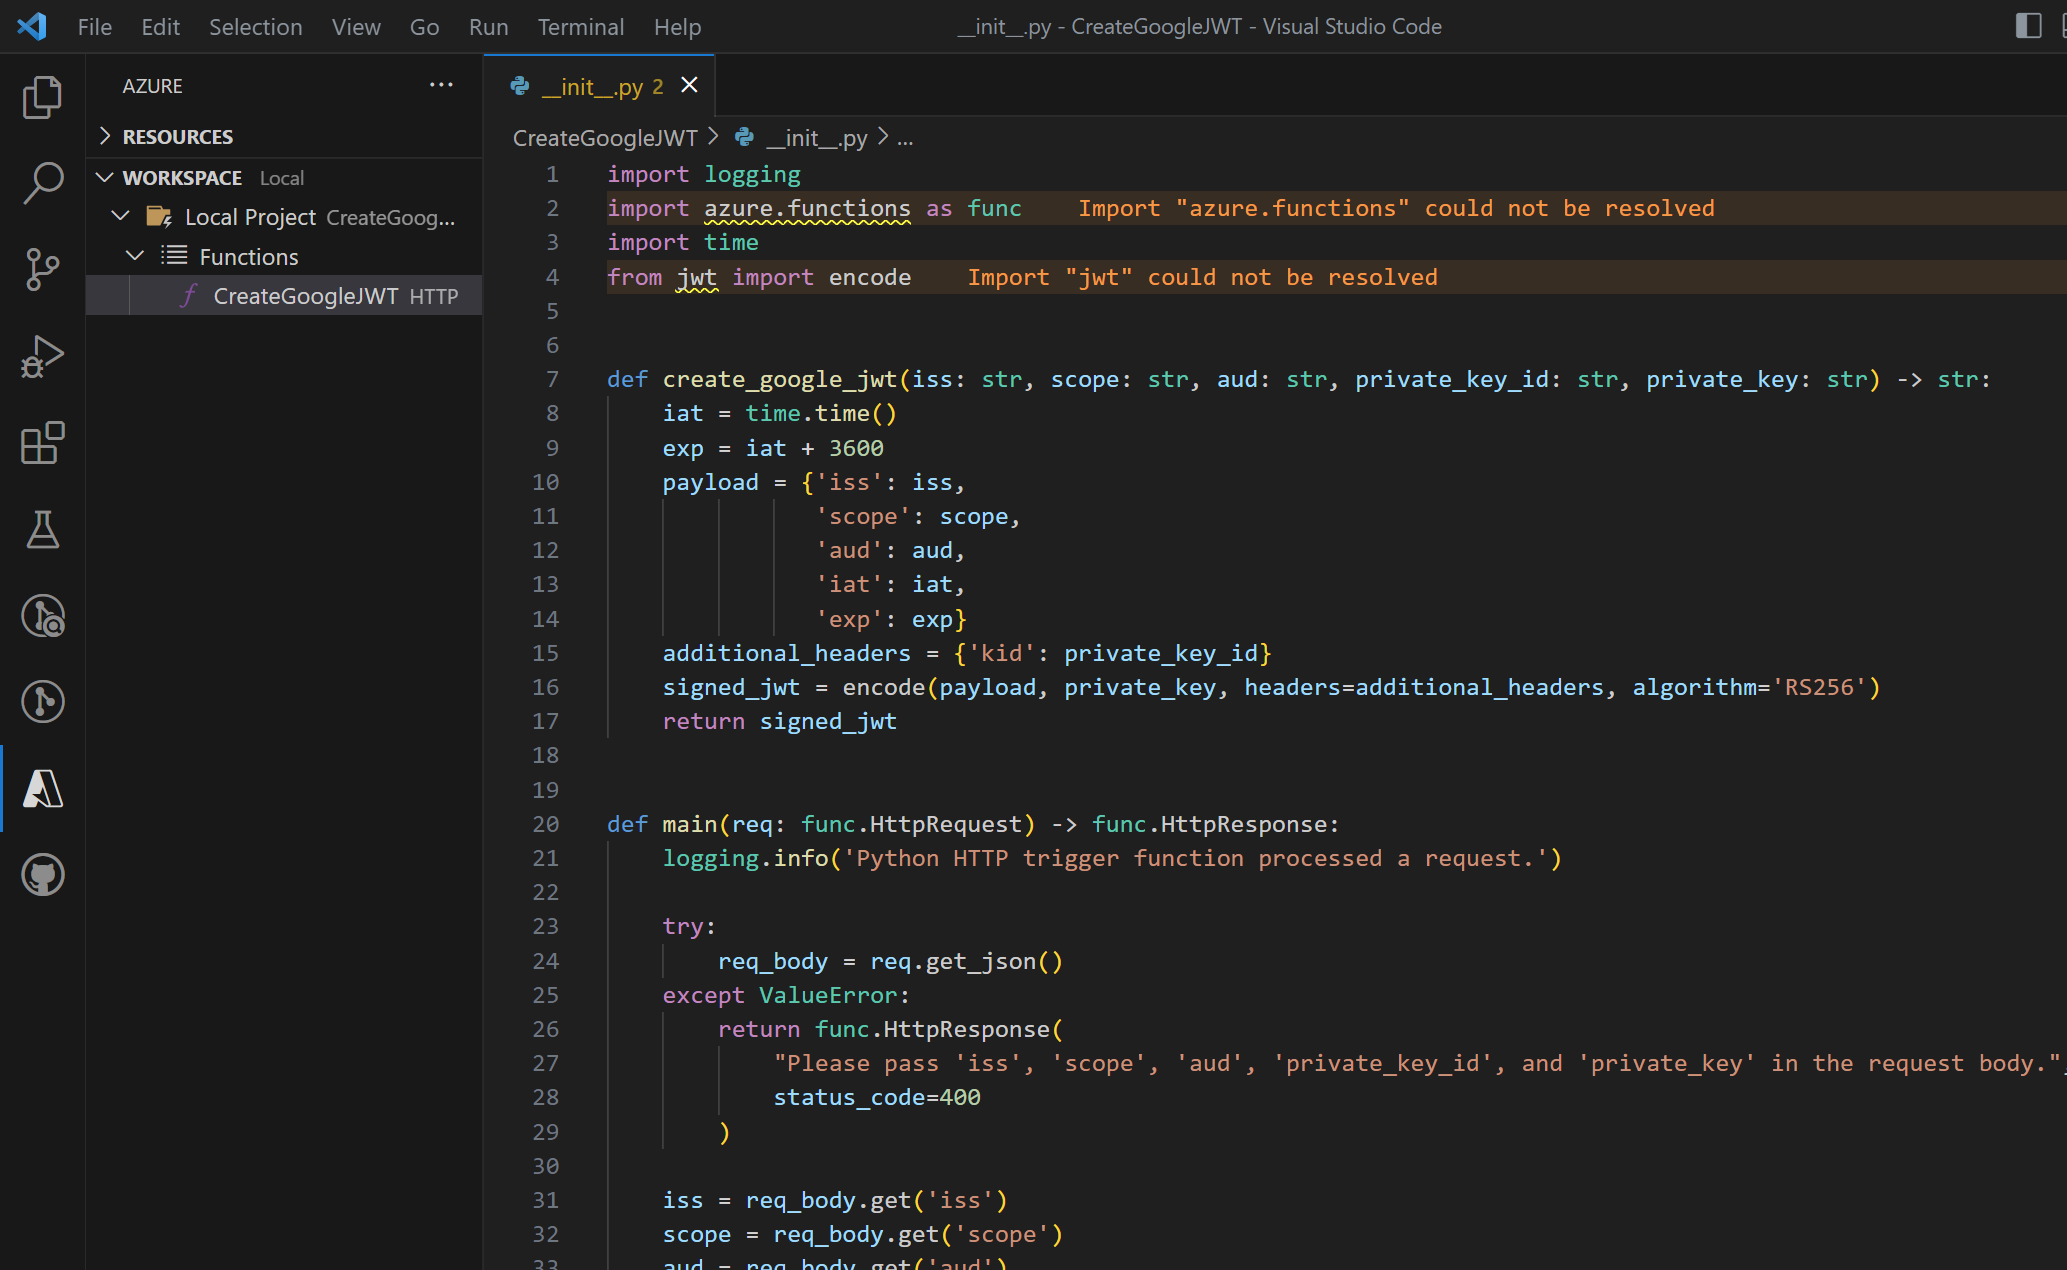 File Edit Selection View Go Run Terminal Help __init__.py - CreateGoogleJWT - Visual Studio Code
AZURE ...
RESOURCES
WORKSPACE Local
Local Project CreateGoog...
Functions
CreateGoogleJWT HTTP
__init__.py 2
CreateGoogleJWT > __init__.py > ...
1 import logging
2 import azure.functions as func Import "azure.functions" could not be resolved
3 import time
4 from jwt import encode Import "jwt" could not be resolved
5
6
7 def create_google_jwt(iss: str, scope: str, aud: str, private_key_id: str, private_key: str) -> str:
8 iat = time.time()
9 exp = iat + 3600
10 payload = {'iss': iss,
11 'scope': scope,
12 'aud': aud,
13 'iat': iat,
14 'exp': exp}
15 additional_headers = {'kid': private_key_id}
16 signed_jwt = encode(payload, private_key, headers=additional_headers, algorithm='RS256')
17 return signed_jwt
18
19
20 def main(req: func.HttpRequest) -> func.HttpResponse:
21 logging.info('Python HTTP trigger function processed a request.')
22
23 try:
24 req_body = req.get_json()
25 except ValueError:
26 return func.HttpResponse(
27 "Please pass 'iss', 'scope', 'aud', 'private_key_id', and 'private_key' in the request body.",
28 status_code=400
29 )
30
31 iss = req_body.get('iss')
32 scope = req_body.get('scope')
33 aud = req_body.get('aud')